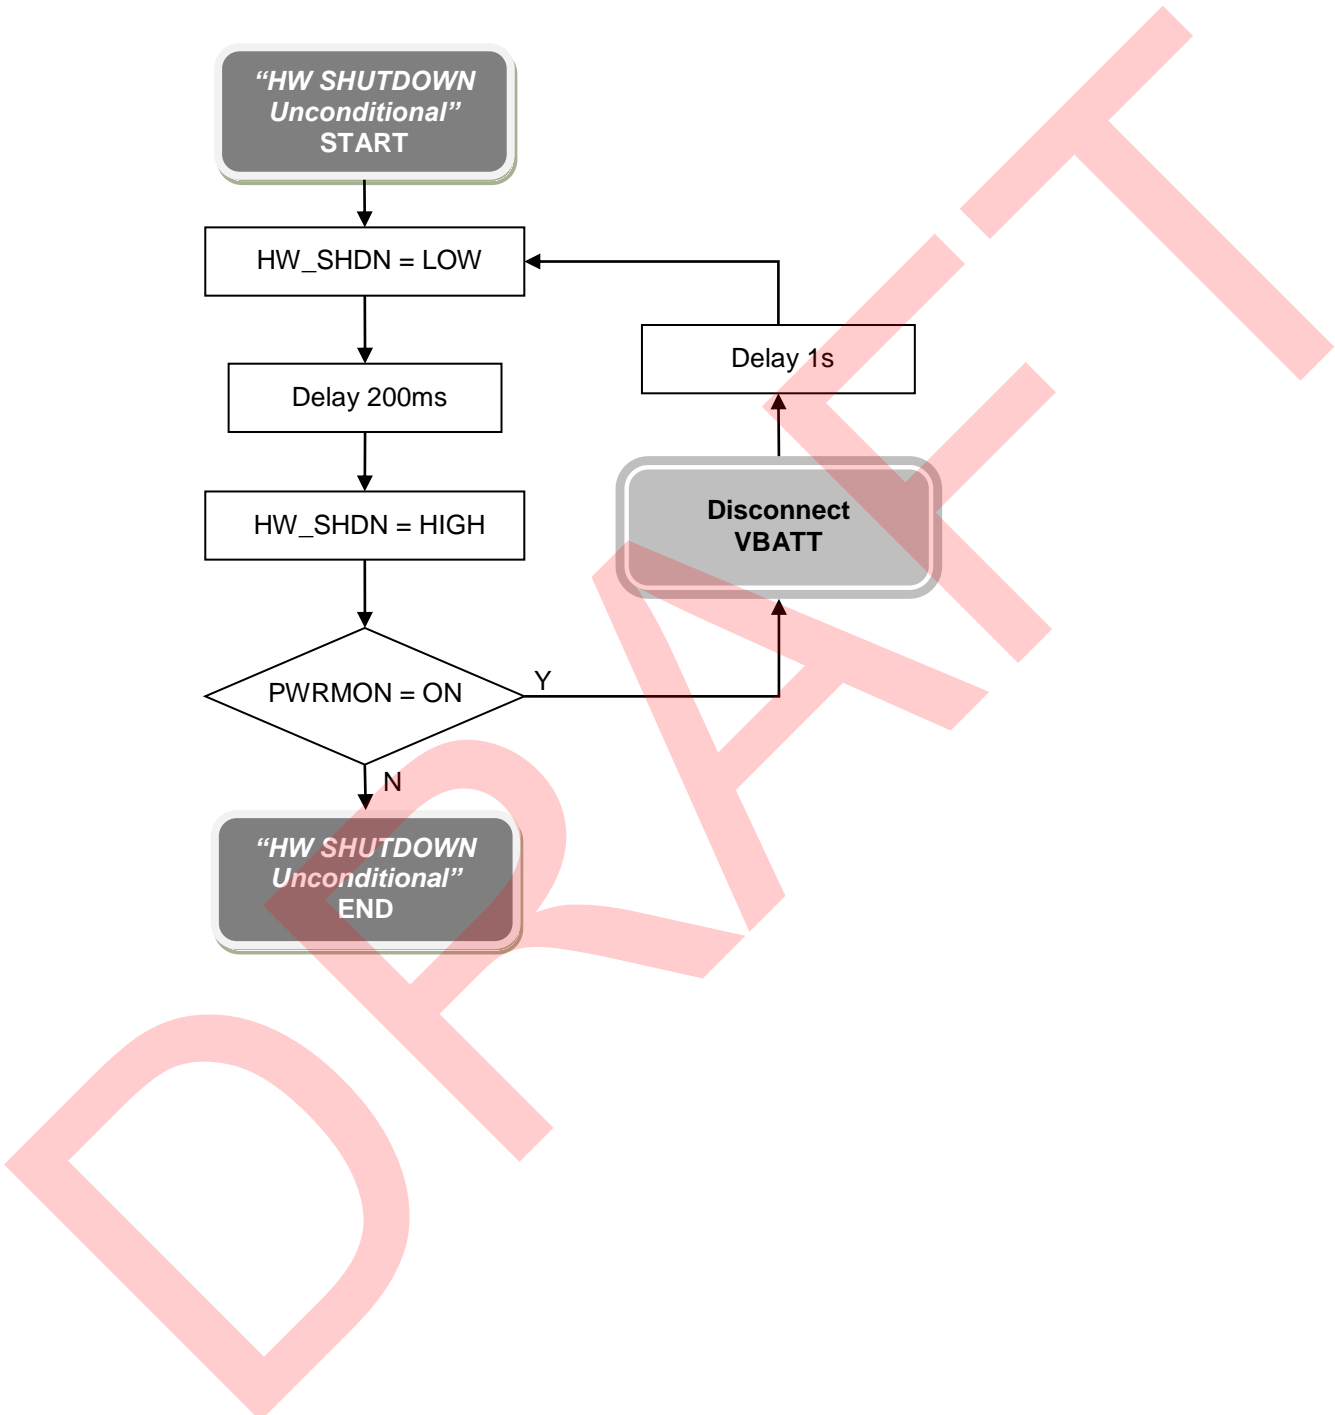 “HW SHUTDOWN
Unconditional”
START
HW_SHDN = LOW
Delay 200ms
HW_SHDN = HIGH
PWRMON = ON
Y
N
Delay 1s
Disconnect
VBATT
“HW SHUTDOWN
Unconditional”
END
DRAFT